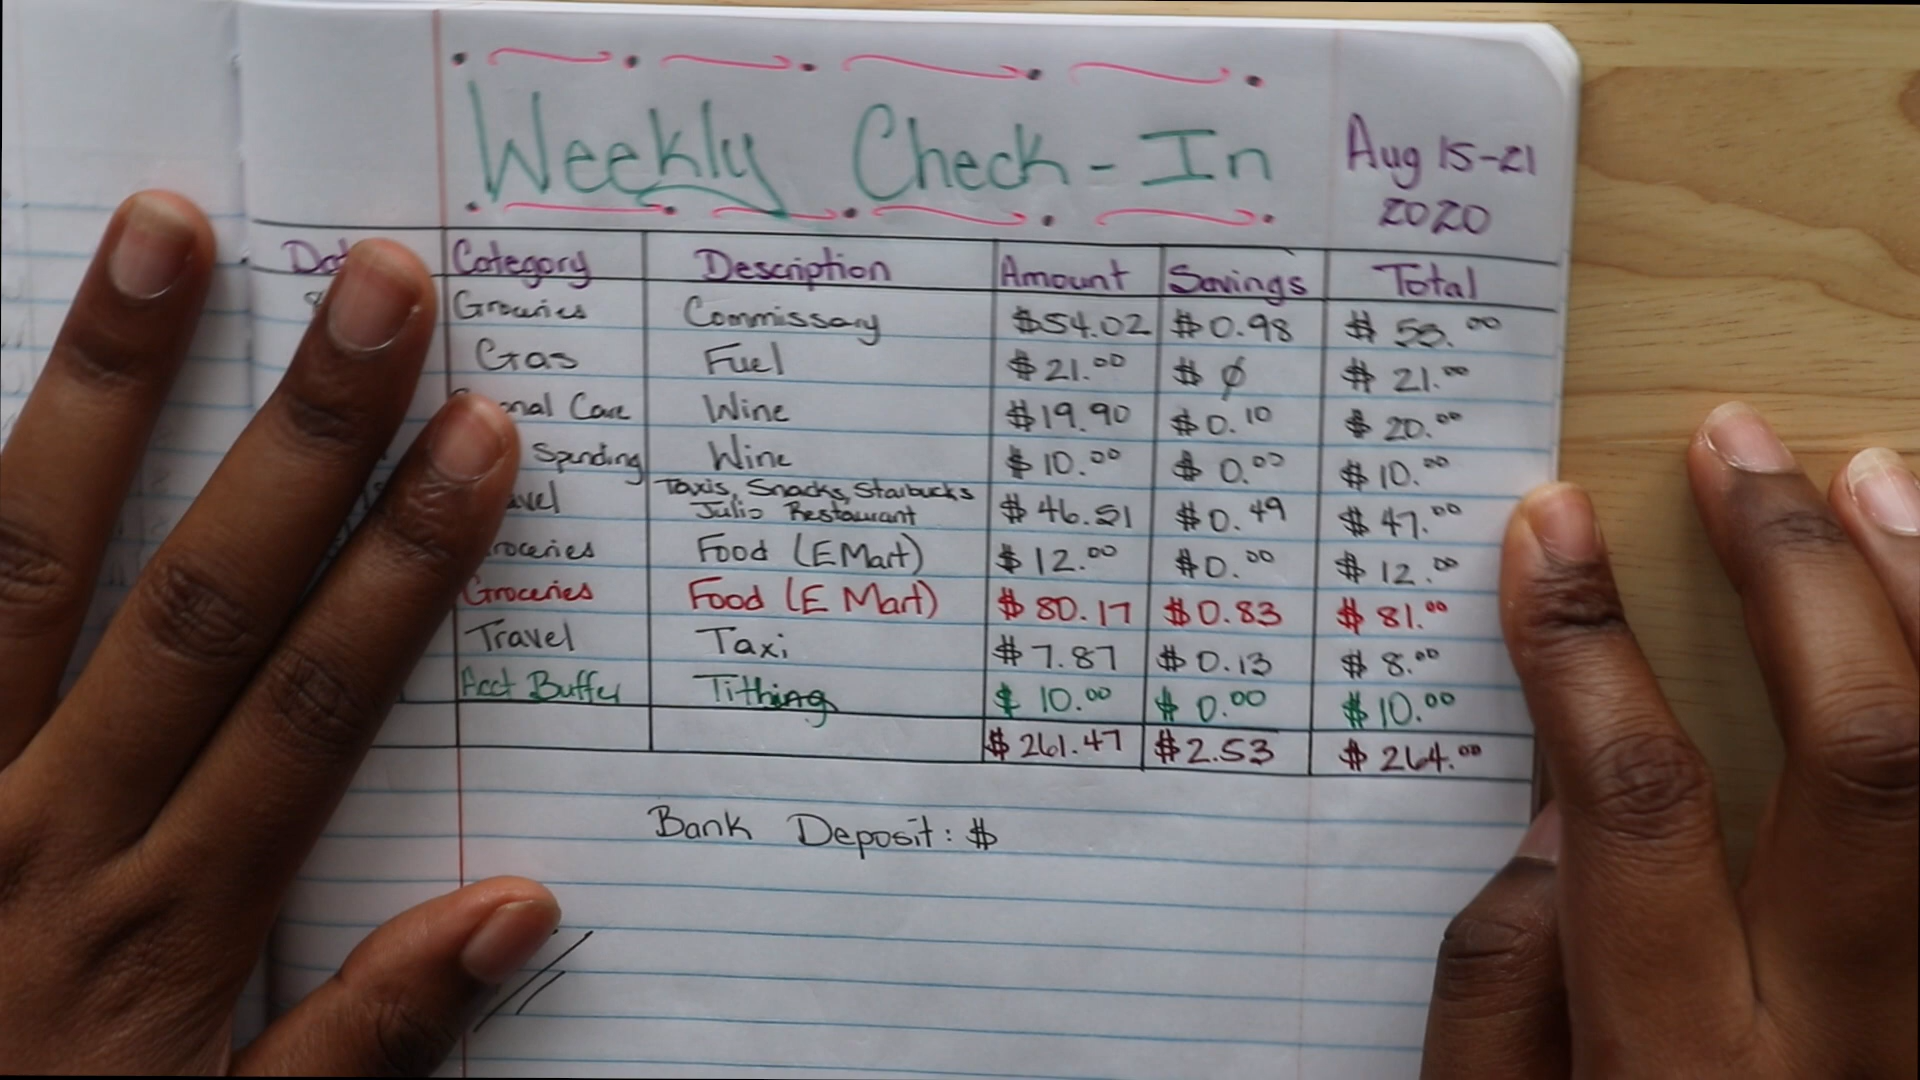 Weekly Check-In
Aug 15-21
2020
Category Description Amount Savings Total
Groceries Commissary $54.02 $0.98 $ 55.00
Gas Fuel $21.00 $ ∅ $ 21.00
Care Wine $19.90 $0.10 $ 20.00
Spending Wine $10.00 $0.00 $10.00
Taxis, Snacks, Starbucks
Julio Restaurant $46.51 $0.49 $47.00
Food (EMart) $12.00 $0.00 $12.00
Groceries Food (E Mart) $80.17 $0.83 $81.00
Travel Taxi $7.87 $0.13 $8.00
Acct Buffer Tithing $10.00 $0.00 $10.00
$261.47 $2.53 $264.00
Bank Deposit: $